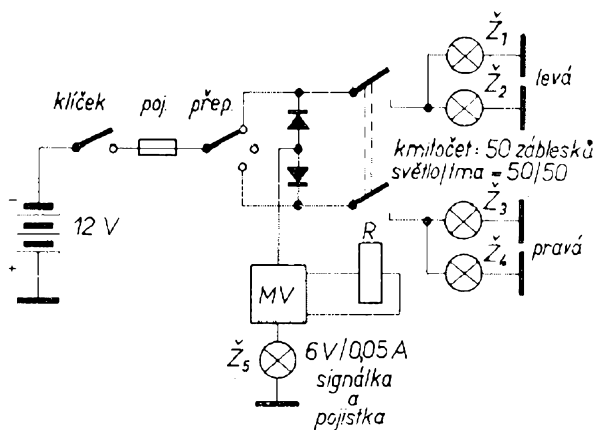 Ž1
levá
Ž2
klíček
poj.
přep.
kmitočet: 50 záblesků
světlo/tma = 50/50
-
12 V
+
Ž3
pravá
Ž4
R
MV
Ž5
6 V/0,05 A
signálka
a
pojistka